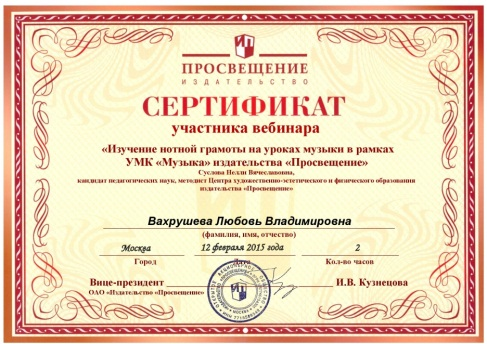 ИП
ПРОСВЕЩЕНИЕ
ИЗДАТЕЛЬСТВО
СЕРТИФИКАТ
участника вебинара
«Изучение нотной грамоты на уроках музыки в рамках
УМК «Музыка» издательства «Просвещение»
Суслова Нелли Вячеславовна,
кандидат педагогических наук, методист Центра художественно-эстетического и физического образования
издательства «Просвещение»
Вахрушева Любовь Владимировна
(фамилия, имя, отчество)
Москва 12 февраля 2015 года 2
Город Дата Кол-во часов
Вице-президент И.В. Кузнецова
ОАО «Издательство «Просвещение»